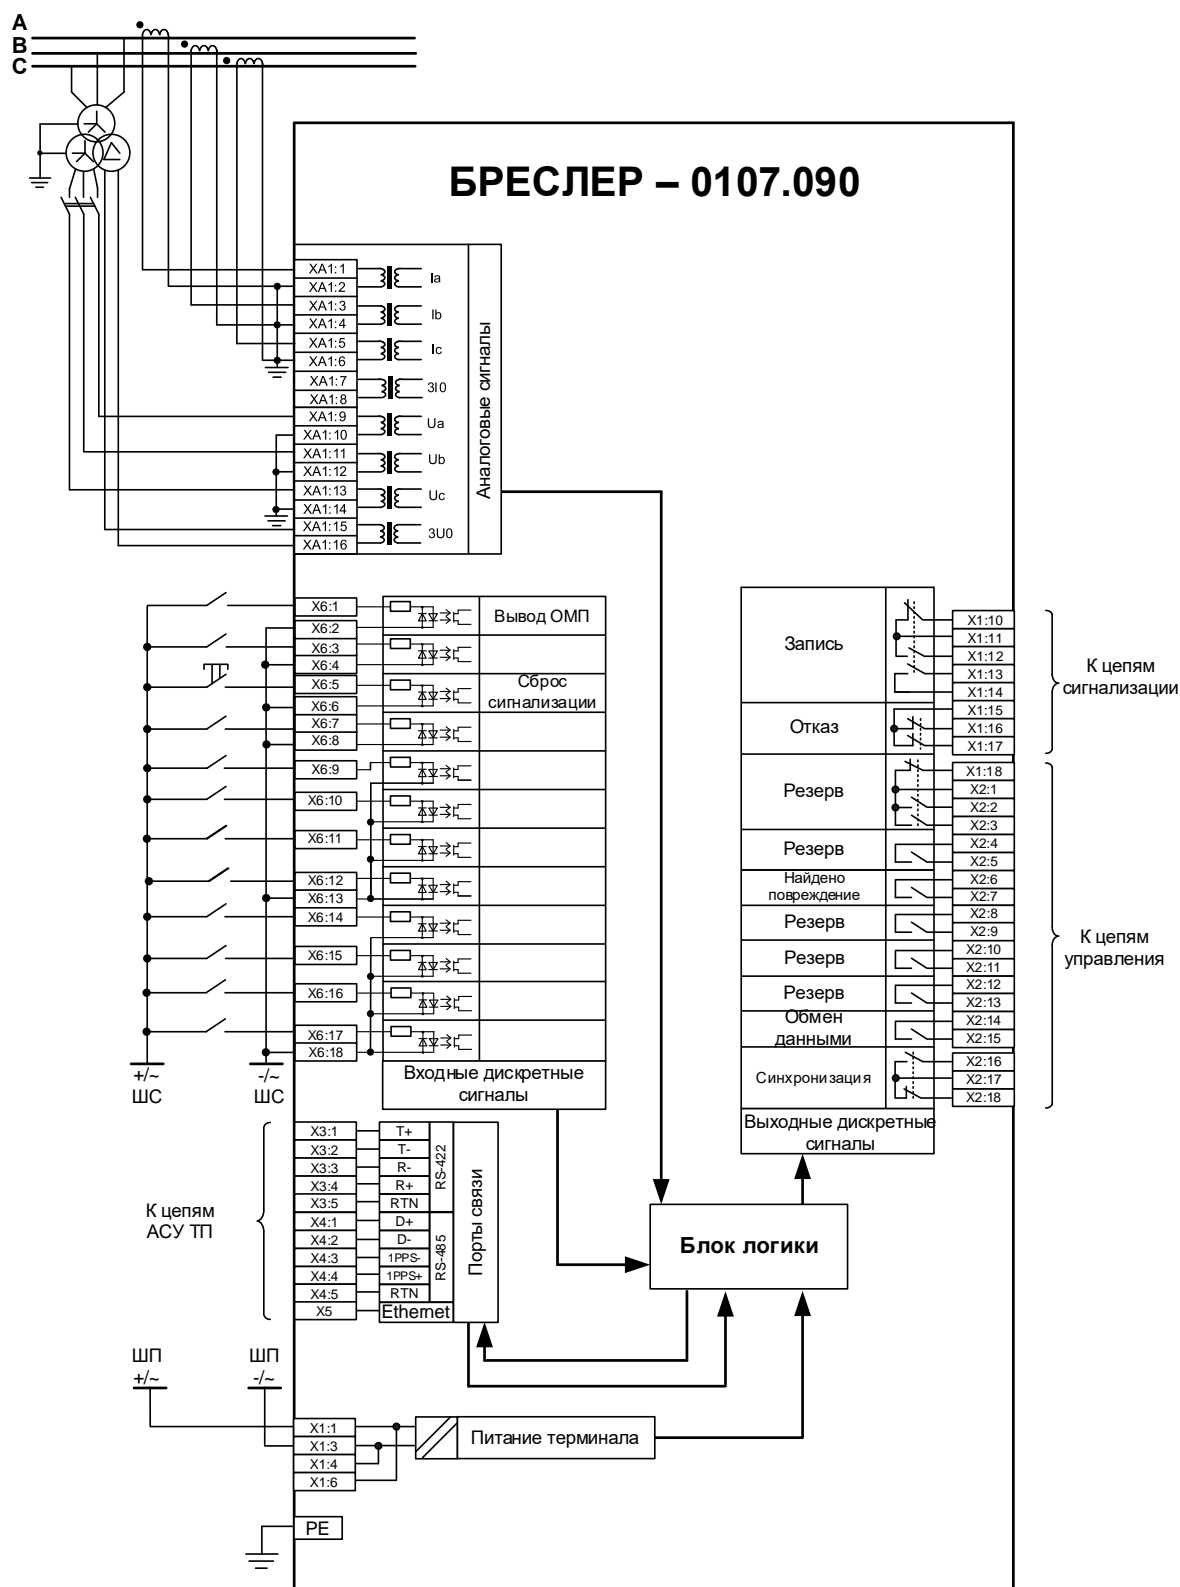 A
B
C
БРЕСЛЕР – 0107.090
XA1:1
XA1:2
XA1:3
XA1:4
XA1:5
XA1:6
XA1:7
XA1:8
XA1:9
XA1:10
XA1:11
XA1:12
XA1:13
XA1:14
XA1:15
XA1:16
Ia
Ib
Ic
3I0
Ua
Ub
Uc
3U0
Аналоговые сигналы
X6:1
X6:2
X6:3
X6:4
X6:5
X6:6
X6:7
X6:8
X6:9
X6:10
X6:11
X6:12
X6:13
X6:14
X6:15
X6:16
X6:17
X6:18
Вывод ОМП
Сброс
сигнализации
Входные дискретные
сигналы
+/~
ШС
-/~
ШС
Запись
Отказ
Резерв
Резерв
Найдено
повреждение
Резерв
Резерв
Резерв
Обмен
данными
Синхронизация
Выходные дискретные
сигналы
X1:10
X1:11
X1:12
X1:13
X1:14
X1:15
X1:16
X1:17
X1:18
X2:1
X2:2
X2:3
X2:4
X2:5
X2:6
X2:7
X2:8
X2:9
X2:10
X2:11
X2:12
X2:13
X2:14
X2:15
X2:16
X2:17
X2:18
К цепям
сигнализации
К цепям
управления
К цепям
АСУ ТП
X3:1
X3:2
X3:3
X3:4
X3:5
X4:1
X4:2
X4:3
X4:4
X4:5
X5
T+
T-
R-
R+
RTN
D+
D-
1PPS-
1PPS+
RTN
Ethernet
RS-422
RS-485
Порты связи
Блок логики
ШП
+/~
ШП
-/~
X1:1
X1:3
X1:4
X1:6
Питание терминала
PE